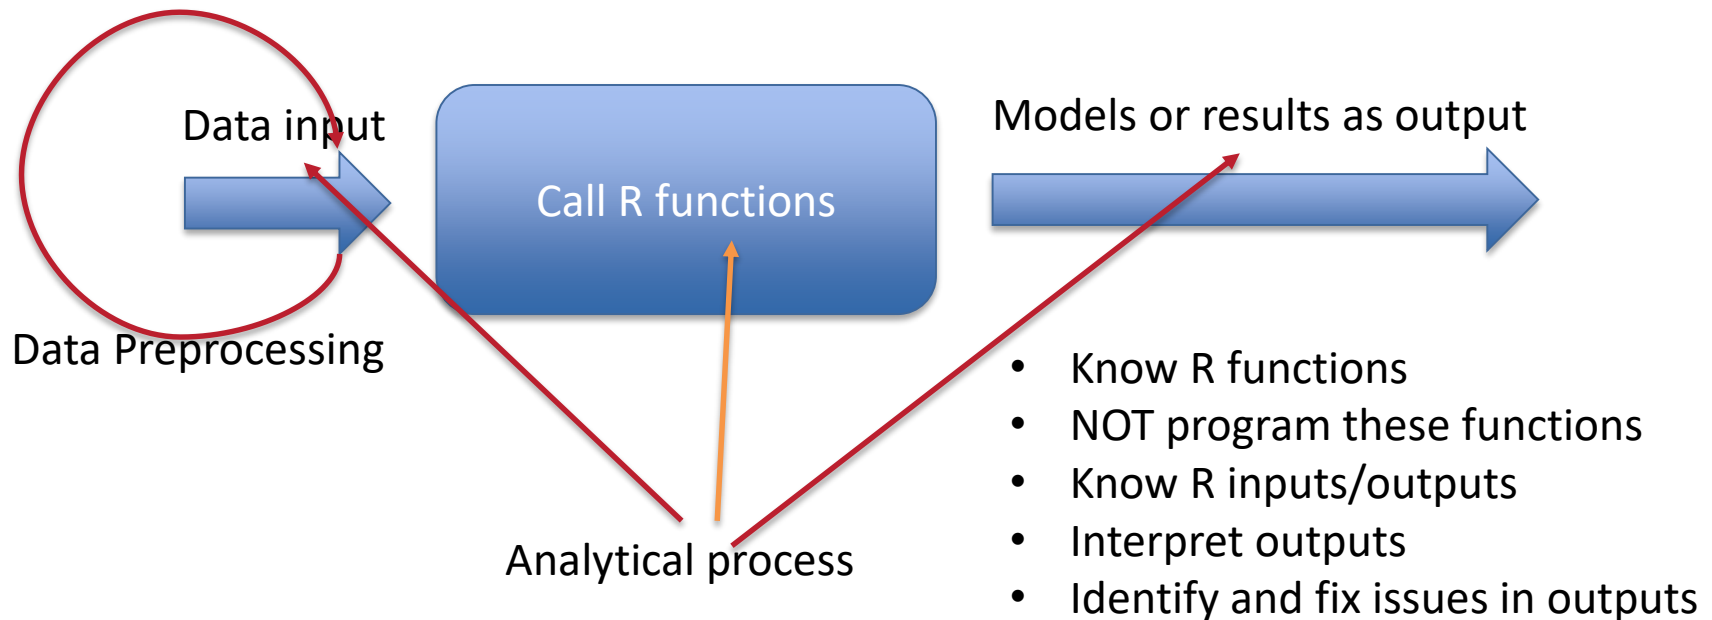 Data input
Call R functions
Models or results as output
Data Preprocessing
Analytical process
• Know R functions
• NOT program these functions
• Know R inputs/outputs
• Interpret outputs
• Identify and fix issues in outputs